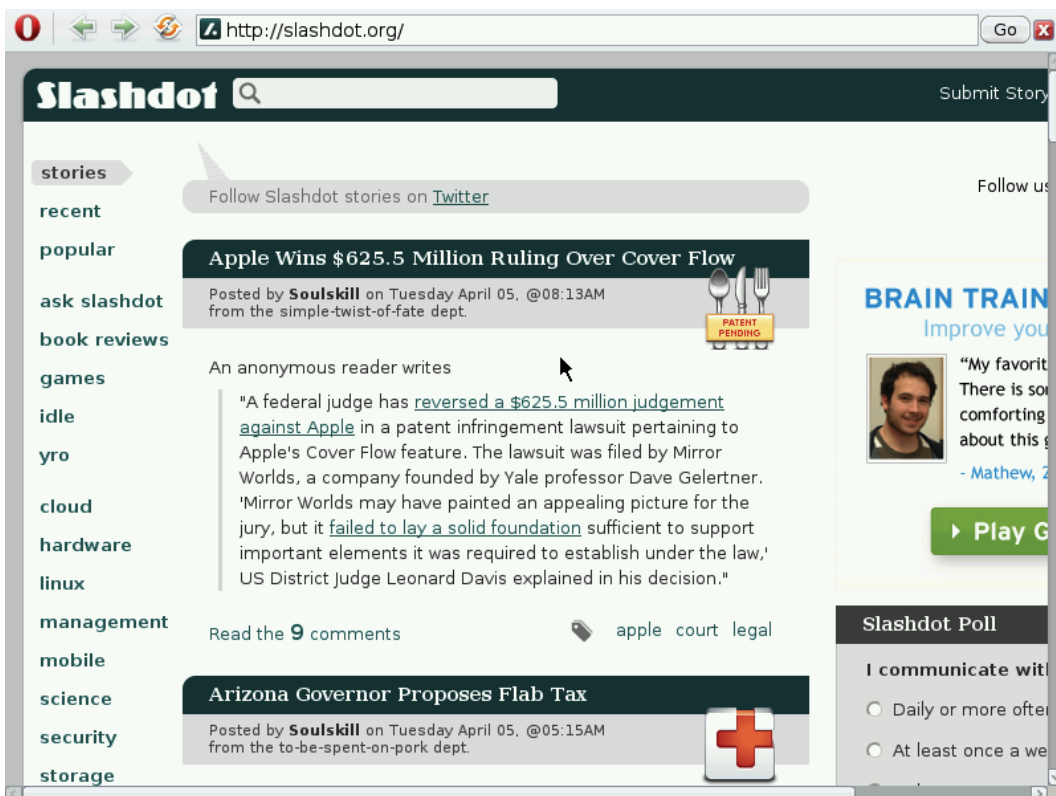 http://slashdot.org/
Go
Slashdot
Submit Story
stories
recent
popular
ask slashdot
book reviews
games
idle
yro
cloud
hardware
linux
management
mobile
science
security
storage
Follow Slashdot stories on Twitter
Apple Wins $625.5 Million Ruling Over Cover Flow
Posted by Soulskill on Tuesday April 05, @08:13AM
from the simple-twist-of-fate dept.
PATENT
PENDING
An anonymous reader writes
"A federal judge has reversed a $625.5 million judgement
against Apple in a patent infringement lawsuit pertaining to
Apple's Cover Flow feature. The lawsuit was filed by Mirror
Worlds, a company founded by Yale professor Dave Gelertner.
'Mirror Worlds may have painted an appealing picture for the
jury, but it failed to lay a solid foundation sufficient to support
important elements it was required to establish under the law,'
US District Judge Leonard Davis explained in his decision."
Read the 9 comments
apple court legal
Arizona Governor Proposes Flab Tax
Posted by Soulskill on Tuesday April 05, @05:15AM
from the to-be-spent-on-pork dept.
Follow us
BRAIN TRAIN
Improve you
"My favorit
There is so
comforting
about this
- Mathew, 2
Play G
Slashdot Poll
I communicate wit
Daily or more ofte
At least once a we